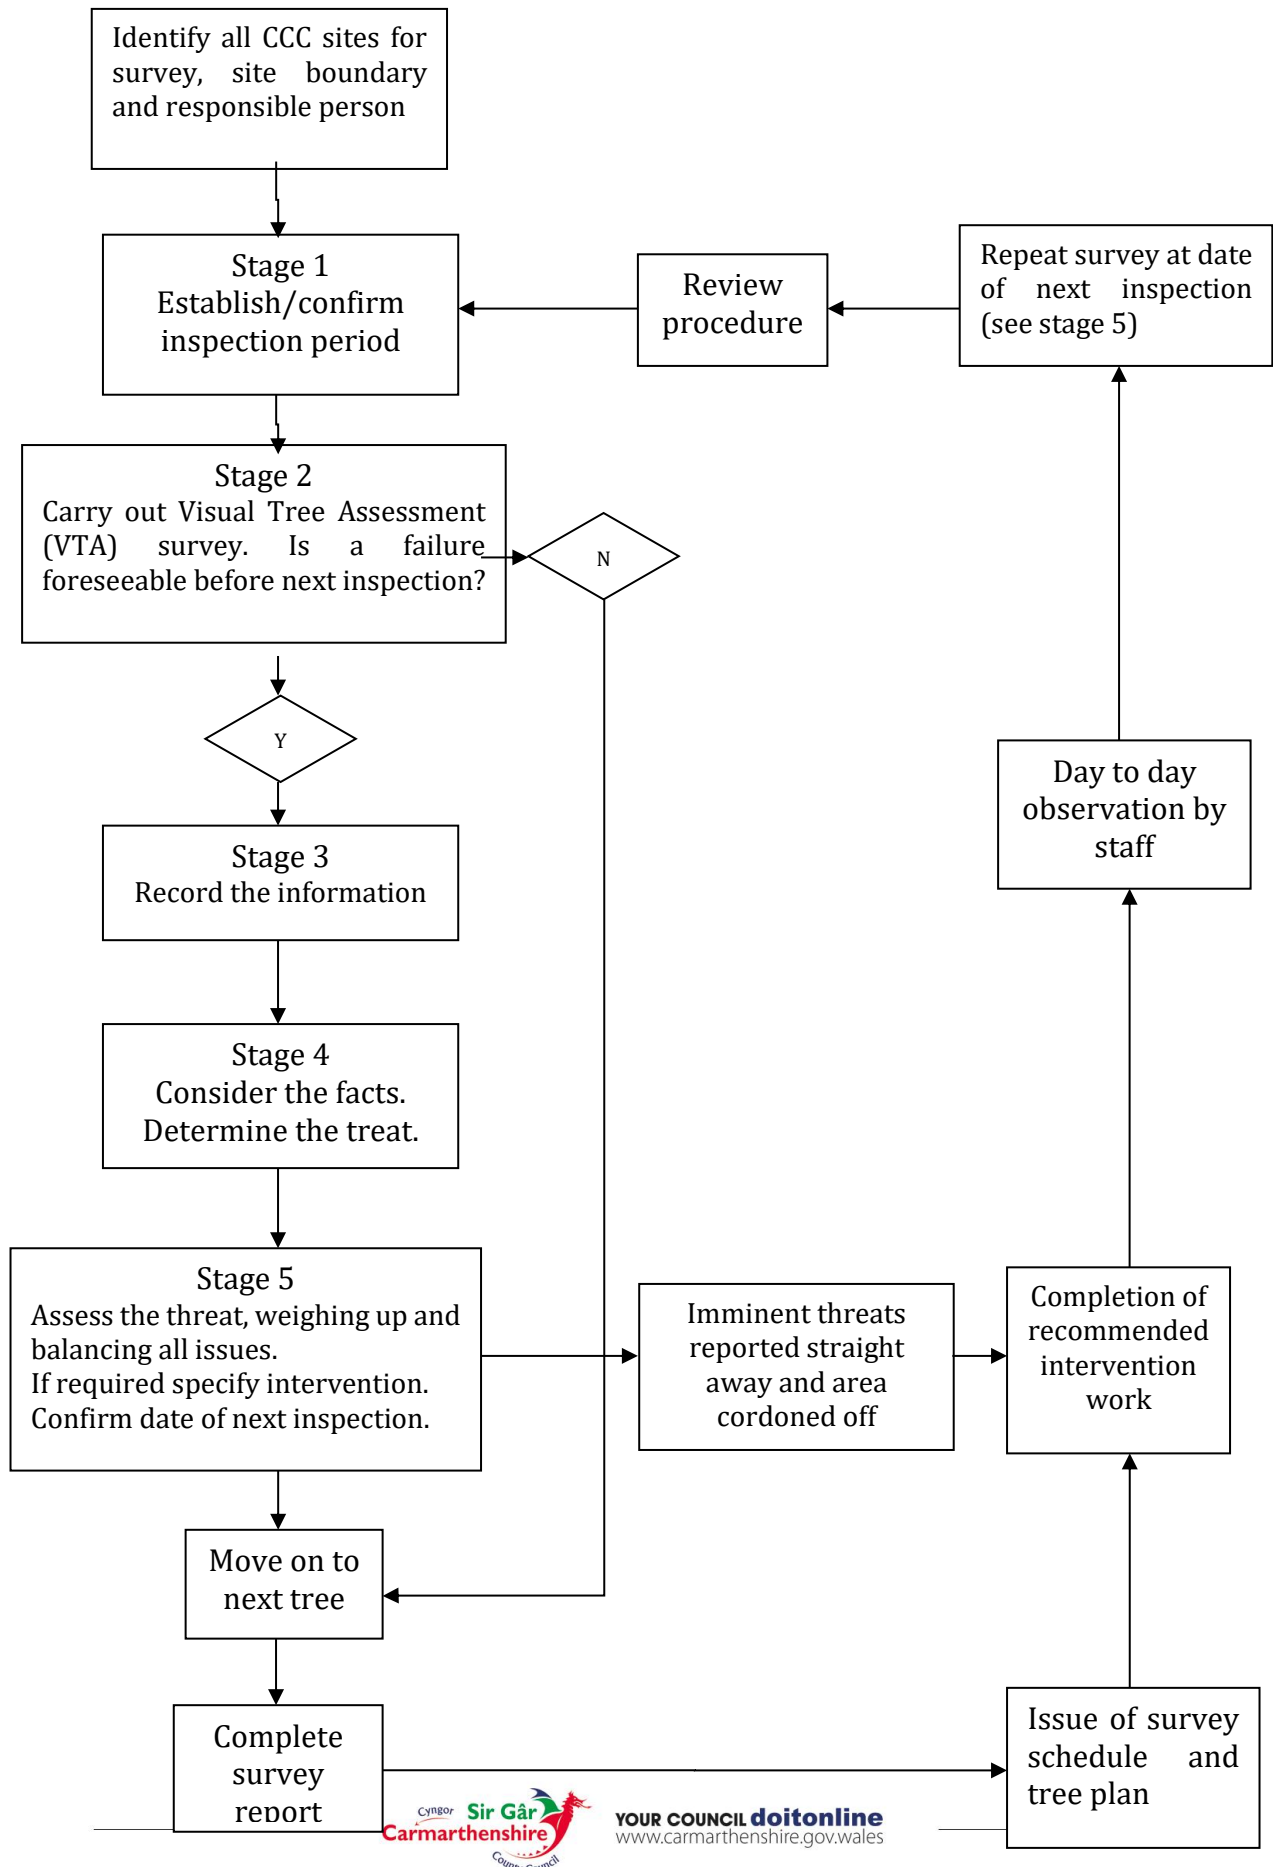 Identify all CCC sites for
survey, site boundary
and responsible person
Stage 1
Establish/confirm
inspection period
Review
procedure
Repeat survey at date
of next inspection
(see stage 5)
Stage 2
Carry out Visual Tree Assessment
(VTA) survey. Is a failure
foreseeable before next inspection?
N
Y
Day to day
observation by
staff
Stage 3
Record the information
Stage 4
Consider the facts.
Determine the treat.
Stage 5
Assess the threat, weighing up and
balancing all issues.
If required specify intervention.
Confirm date of next inspection.
Imminent threats
reported straight
away and area
cordoned off
Completion of
recommended
intervention
work
Move on to
next tree
Complete
survey
report
Issue of survey
schedule and
tree plan
Cyngor Sir Gâr
Carmarthenshire
County Council
YOUR COUNCIL doitonline
www.carmarthenshire.gov.wales